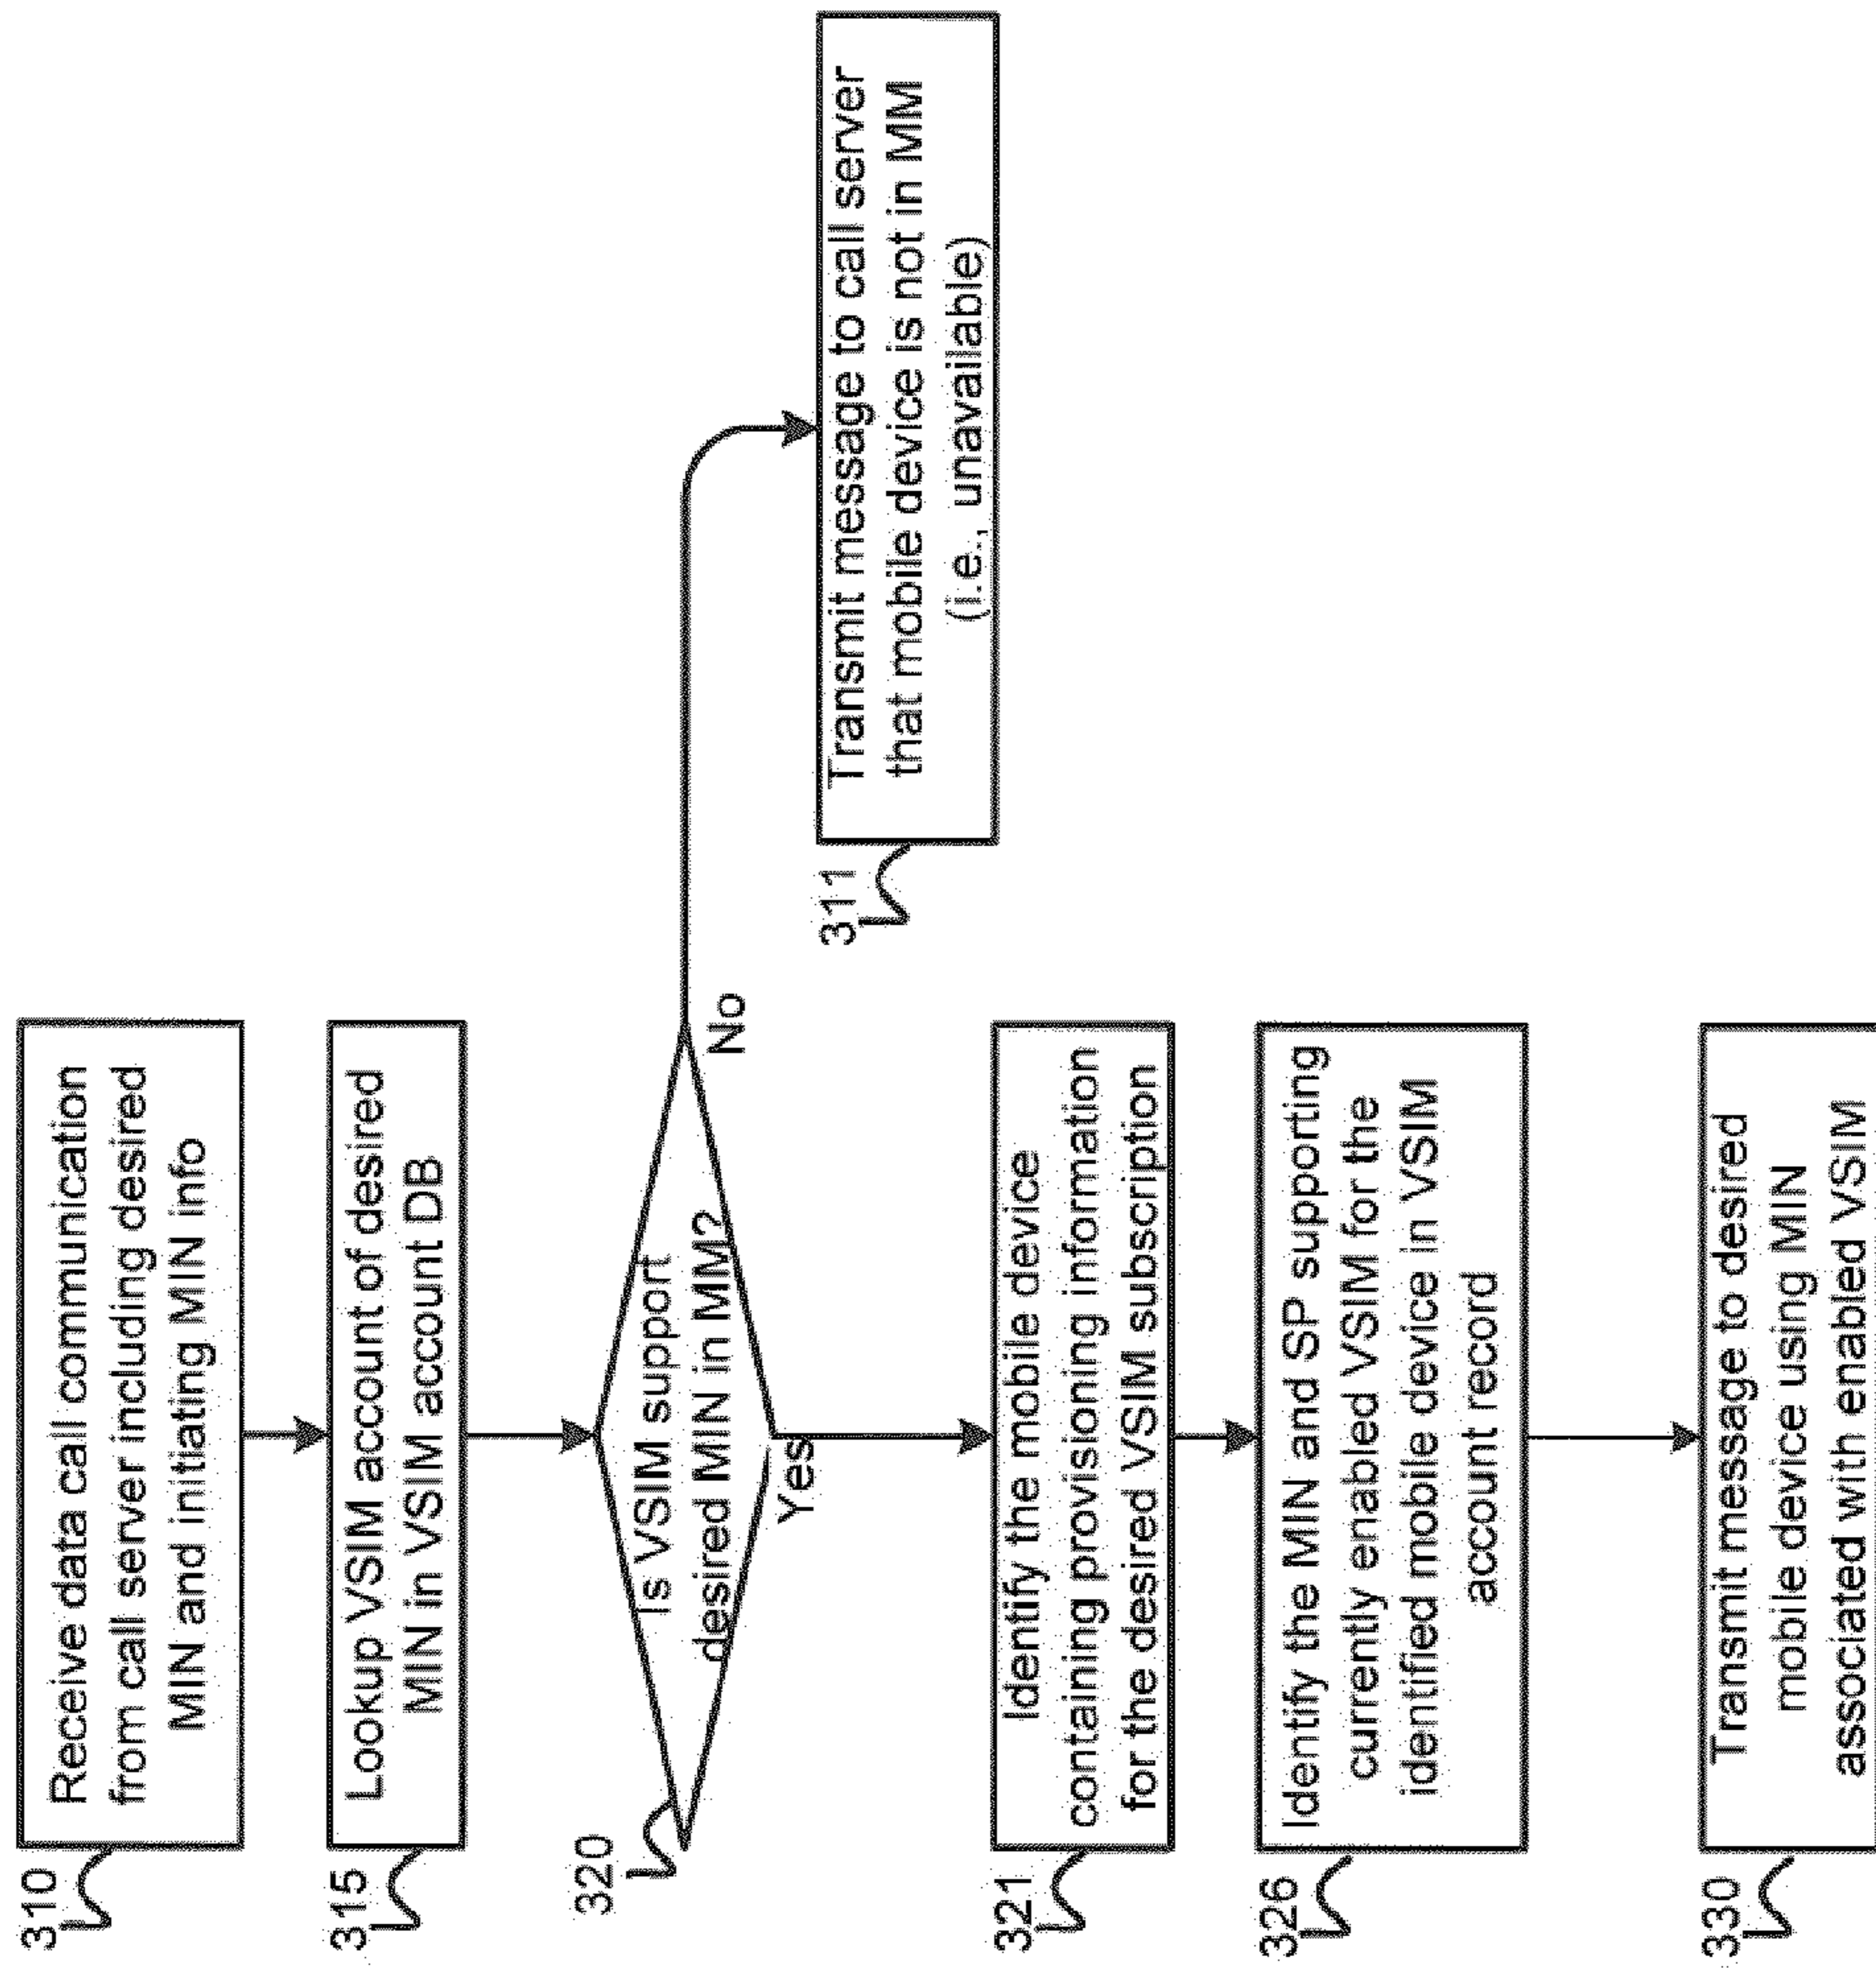 310
Receive data call communication
from call server including desired
MIN and initiating MIN info
315
Lookup VSIM account of desired
MIN in VSIM account DB
320
Is VSIM support
desired MIN in MM?
No
Yes
311
Transmit message to call server
that mobile device is not in MM
(i.e., unavailable)
321
Identify the mobile device
containing provisioning information
for the desired VSIM subscription
326
Identify the MIN and SP supporting
currently enabled VSIM for the
identified mobile device in VSIM
account record
330
Transmit message to desired
mobile device using MIN
associated with enabled VSIM